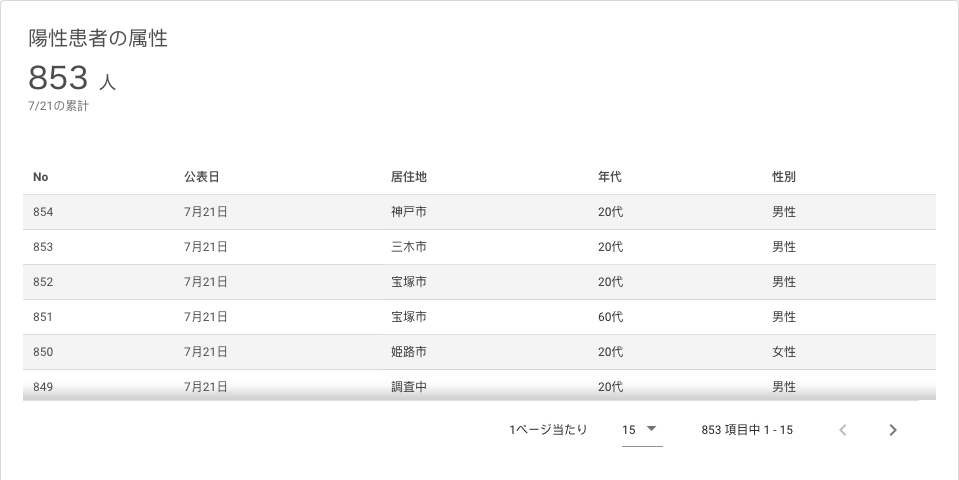 陽性患者の属性
853 人
7/21の累計
No 公表日 居住地 年代 性別
854 7月21日 神戸市 20代 男性
853 7月21日 三木市 20代 男性
852 7月21日 宝塚市 20代 男性
851 7月21日 宝塚市 60代 男性
850 7月21日 姫路市 20代 女性
849 7月21日 調査中 20代 男性
1ページ当たり 15 853 項目中 1 - 15